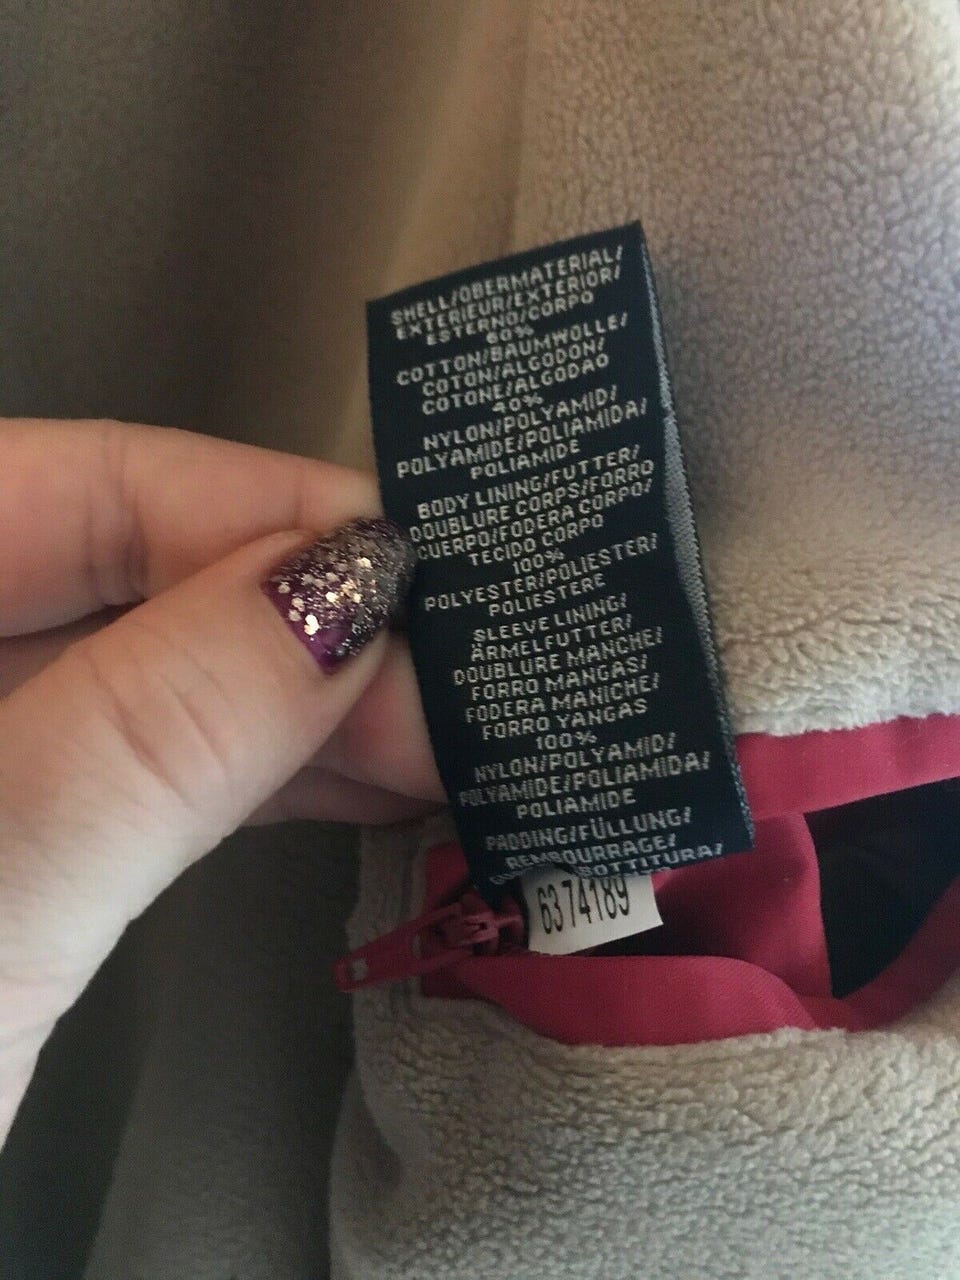 SHELL/OBERMATERIAL/
EXTERIEUR/EXTERIOR/
ESTERNO/CORPO
60%
COTTON/BAUMWOLLE/
COTON/ALGODON/
COTONE/ALGODAO
40%
NYLON/POLYAMID/
POLYAMIDE/POLIAMIDA/
POLIAMIDE
BODY LINING/FUTTER/
DOUBLURE CORPS/FORRO
CUERPO/FODERA CORPO/
TECIDO CORPO
100%
POLYESTER/POLIESTER/
POLIESTERE
SLEEVE LINING/
ÄRMELFUTTER/
DOUBLURE MANCHE/
FORRO MANGAS/
FODERA MANICHE/
FORRO YANGAS
100%
NYLON/POLYAMID/
POLYAMIDE/POLIAMIDA/
POLIAMIDE
PADDING/FÜLLUNG/
REMBOURRAGE/
6374189